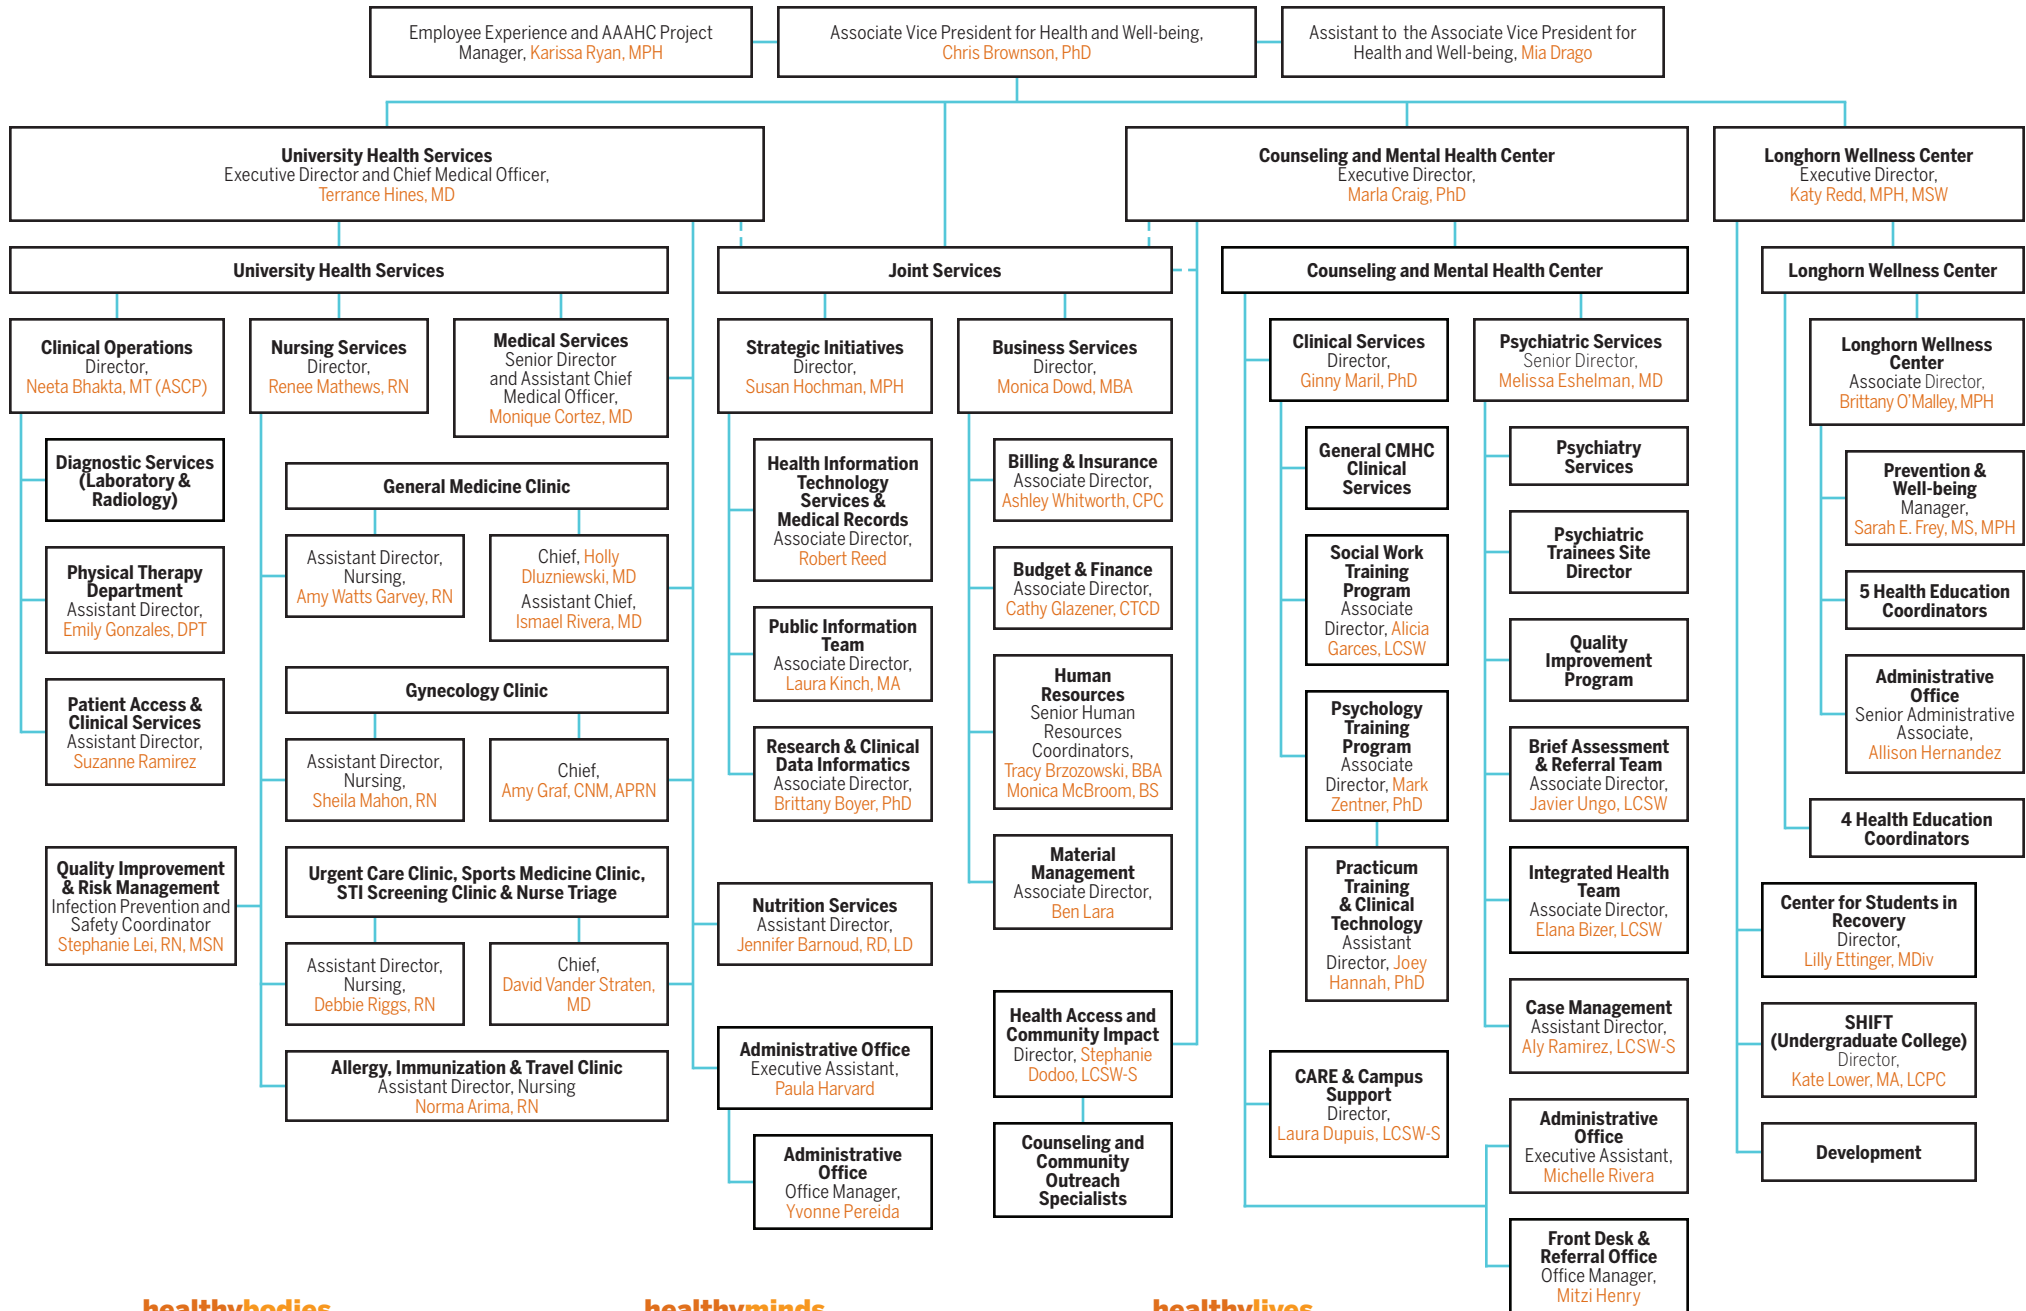 Employee Experience and AAAHC Project
Manager, Karissa Ryan, MPH
Associate Vice President for Health and Well-being,
Chris Brownson, PhD
Assistant to the Associate Vice President for
Health and Well-being, Mia Drago
University Health Services
Executive Director and Chief Medical Officer,
Terrance Hines, MD
Counseling and Mental Health Center
Executive Director,
Marla Craig, PhD
Longhorn Wellness Center
Executive Director,
Katy Redd, MPH, MSW
University Health Services
Joint Services
Counseling and Mental Health Center
Longhorn Wellness Center
Clinical Operations
Director,
Neeta Bhakta, MT (ASCP)
Nursing Services
Director,
Renee Mathews, RN
Medical Services
Senior Director
and Assistant Chief
Medical Officer,
Monique Cortez, MD
Strategic Initiatives
Director,
Susan Hochman, MPH
Business Services
Director,
Monica Dowd, MBA
Clinical Services
Director,
Ginny Maril, PhD
Psychiatric Services
Senior Director,
Melissa Eshelman, MD
Longhorn Wellness
Center
Associate Director,
Brittany O'Malley, MPH
Diagnostic Services
(Laboratory &
Radiology)
Physical Therapy
Department
Assistant Director,
Emily Gonzales, DPT
Patient Access &
Clinical Services
Assistant Director,
Suzanne Ramirez
Quality Improvement
& Risk Management
Infection Prevention and
Safety Coordinator
Stephanie Lei, RN, MSN
General Medicine Clinic
Assistant Director,
Nursing,
Amy Watts Garvey, RN
Chief, Holly
Dluzniewski, MD
Assistant Chief,
Ismael Rivera, MD
Gynecology Clinic
Assistant Director,
Nursing,
Sheila Mahon, RN
Chief,
Amy Graf, CNM, APRN
Urgent Care Clinic, Sports Medicine Clinic,
STI Screening Clinic & Nurse Triage
Assistant Director,
Nursing,
Debbie Riggs, RN
Chief,
David Vander Straten,
MD
Allergy, Immunization & Travel Clinic
Assistant Director, Nursing
Norma Arima, RN
Health Information
Technology
Services &
Medical Records
Associate Director,
Robert Reed
Public Information
Team
Associate Director,
Laura Kinch, MA
Research & Clinical
Data Informatics
Associate Director,
Brittany Boyer, PhD
Nutrition Services
Assistant Director,
Jennifer Barnoud, RD, LD
Administrative Office
Executive Assistant,
Paula Harvard
Administrative
Office
Office Manager,
Yvonne Pereida
Billing & Insurance
Associate Director,
Ashley Whitworth, CPC
Budget & Finance
Associate Director,
Cathy Glazener, CTCD
Human
Resources
Senior Human
Resources
Coordinators,
Tracy Brzozowski, BBA
Monica McBroom, BS
Material
Management
Associate Director,
Ben Lara
Health Access and
Community Impact
Director, Stephanie
Dodoo, LCSW-S
Counseling and
Community
Outreach
Specialists
General CMHC
Clinical
Services
Social Work
Training
Program
Associate
Director, Alicia
Garces, LCSW
Psychology
Training
Program
Associate
Director, Mark
Zentner, PhD
Practicum
Training
& Clinical
Technology
Assistant
Director, Joey
Hannah, PhD
CARE & Campus
Support
Director,
Laura Dupuis, LCSW-S
Psychiatry
Services
Psychiatric
Trainees Site
Director
Quality
Improvement
Program
Brief Assessment
& Referral Team
Associate Director,
Javier Ungo, LCSW
Integrated Health
Team
Associate Director,
Elana Bizer, LCSW
Case Management
Assistant Director,
Aly Ramirez, LCSW-S
Administrative
Office
Executive Assistant,
Michelle Rivera
Front Desk &
Referral Office
Office Manager,
Mitzi Henry
Prevention &
Well-being
Manager,
Sarah E. Frey, MS, MPH
5 Health Education
Coordinators
Administrative
Office
Senior Administrative
Associate,
Allison Hernandez
4 Health Education
Coordinators
Center for Students in
Recovery
Director,
Lilly Ettinger, MDiv
SHIFT
(Undergraduate College)
Director,
Kate Lower, MA, LCPC
Development
healthybodies
healthyminds
healthylives